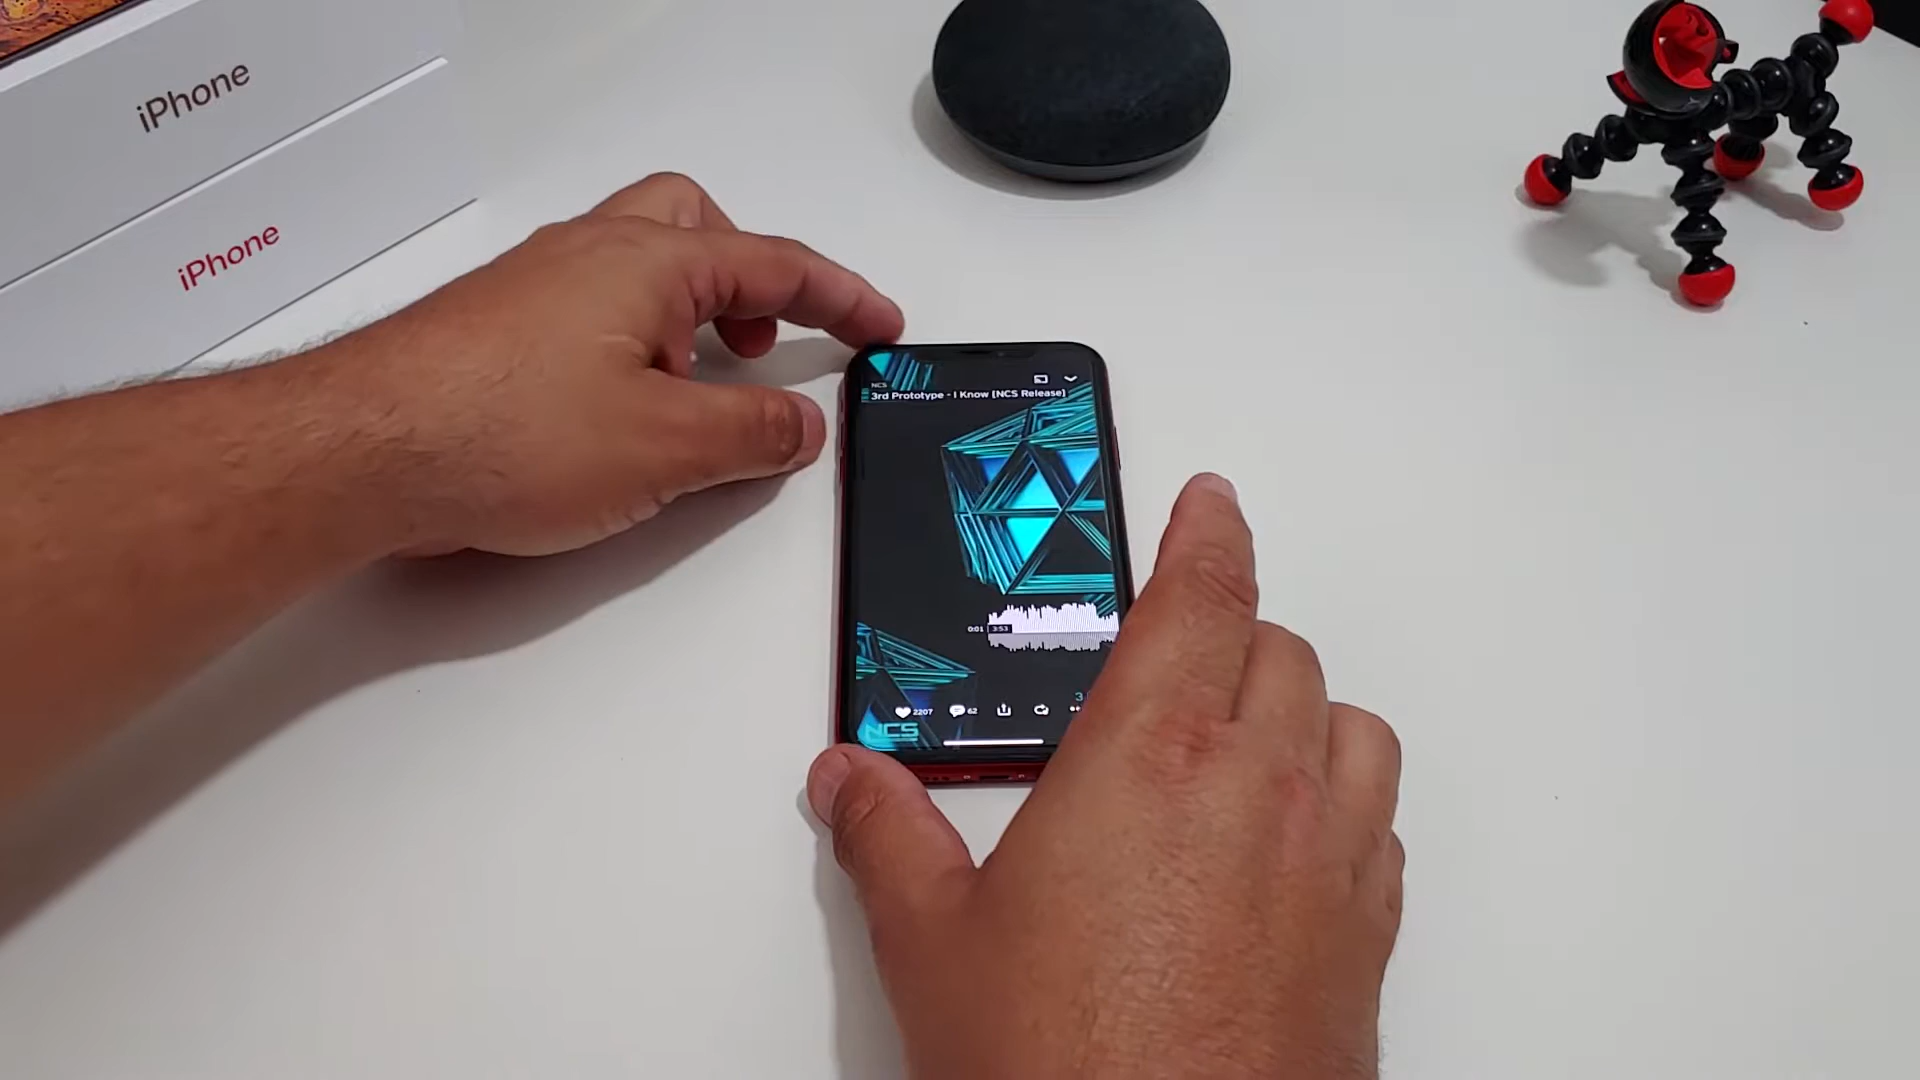 iPhone
iPhone
NCS
3rd Prototype - I Know [NCS Release]
0:01 3:53
2207 62
NCS